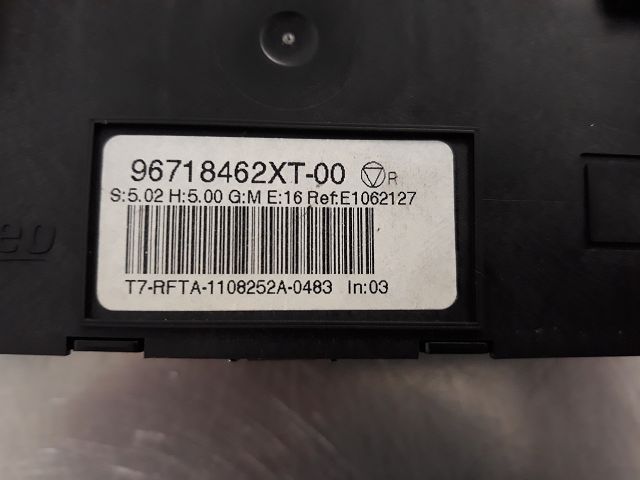 96718462XT-00 R
S:5.02 H:5.00 G:M E:16 Ref:E1062127
T7-RFTA-1108252A-0483 In:03